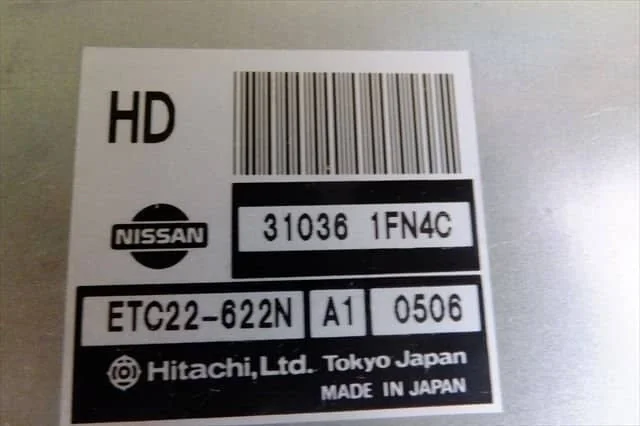 HD
NISSAN
31036 1FN4C
ETC22-622N A1 0506
Hitachi, Ltd. Tokyo Japan
MADE IN JAPAN